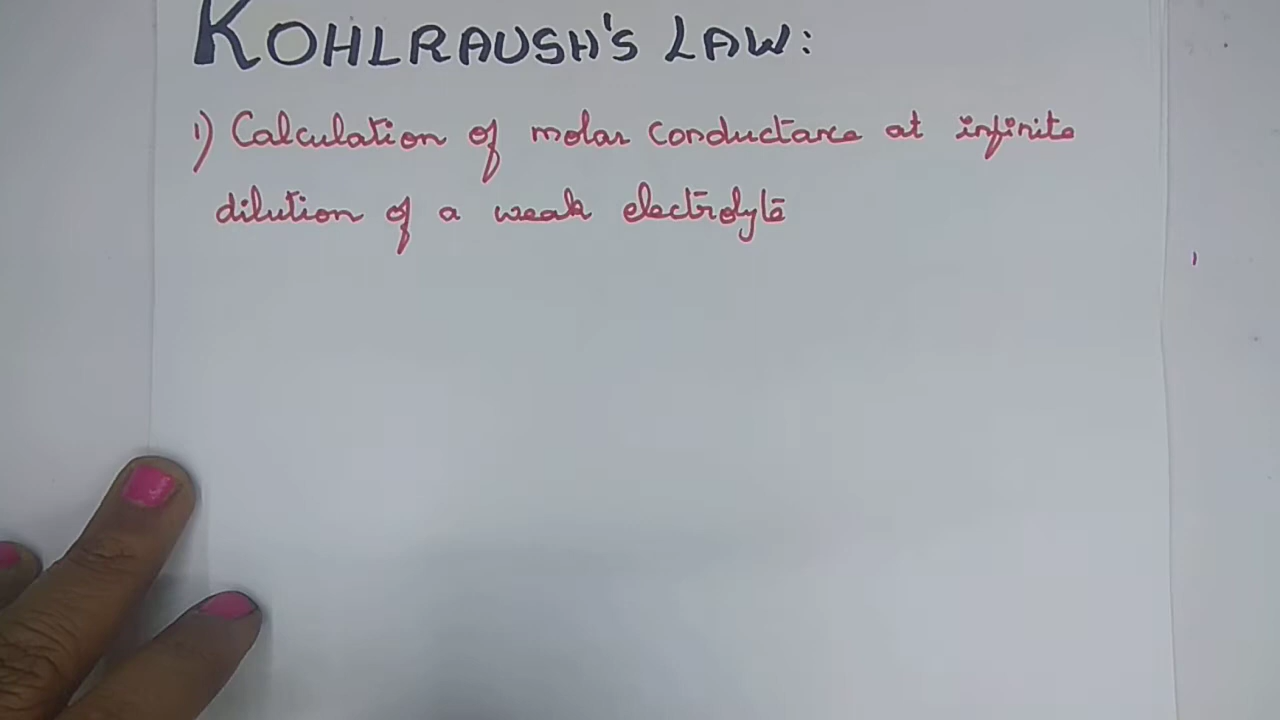 KOHLRAUSH'S LAW:
1) Calculation of molar conductance at infinite
dilution of a weak electrolyte